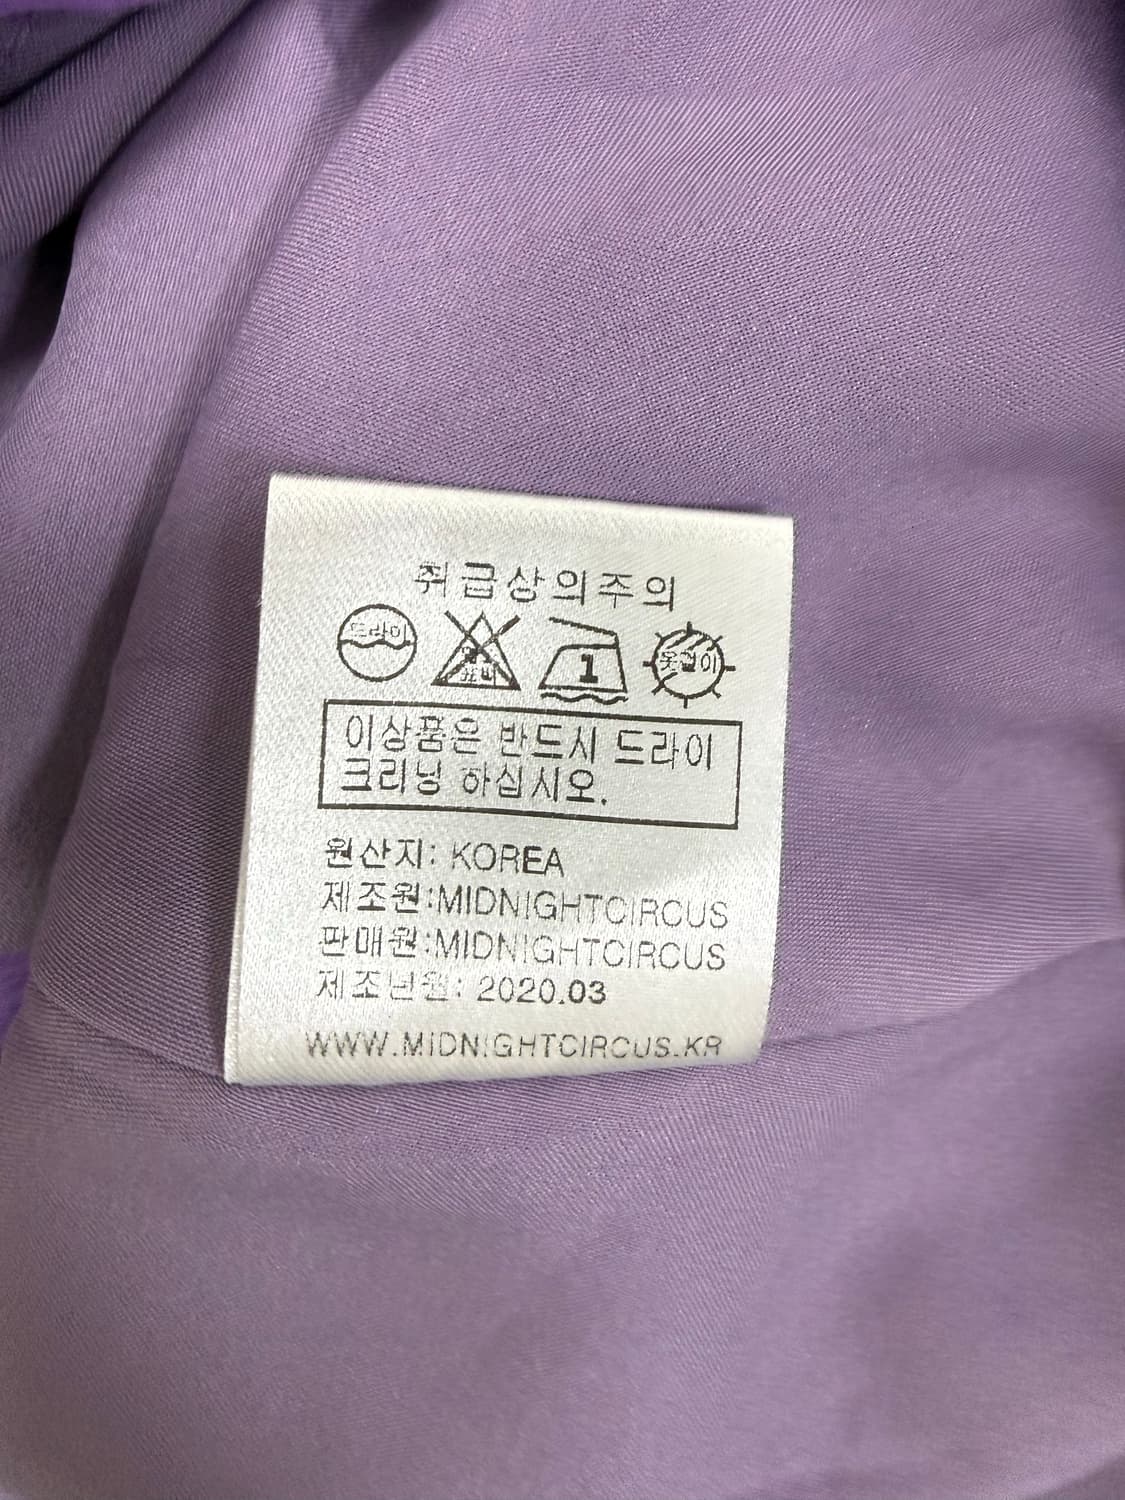 취급상의주의
드라이
1
옷걸이
이상품은 반드시 드라이
크리닝 하십시오.
원산지: KOREA
제조원:MIDNIGHTCIRCUS
판매원:MIDNIGHTCIRCUS
제조년월: 2020.03
WWW.MIDNIGHTCIRCUS.KR